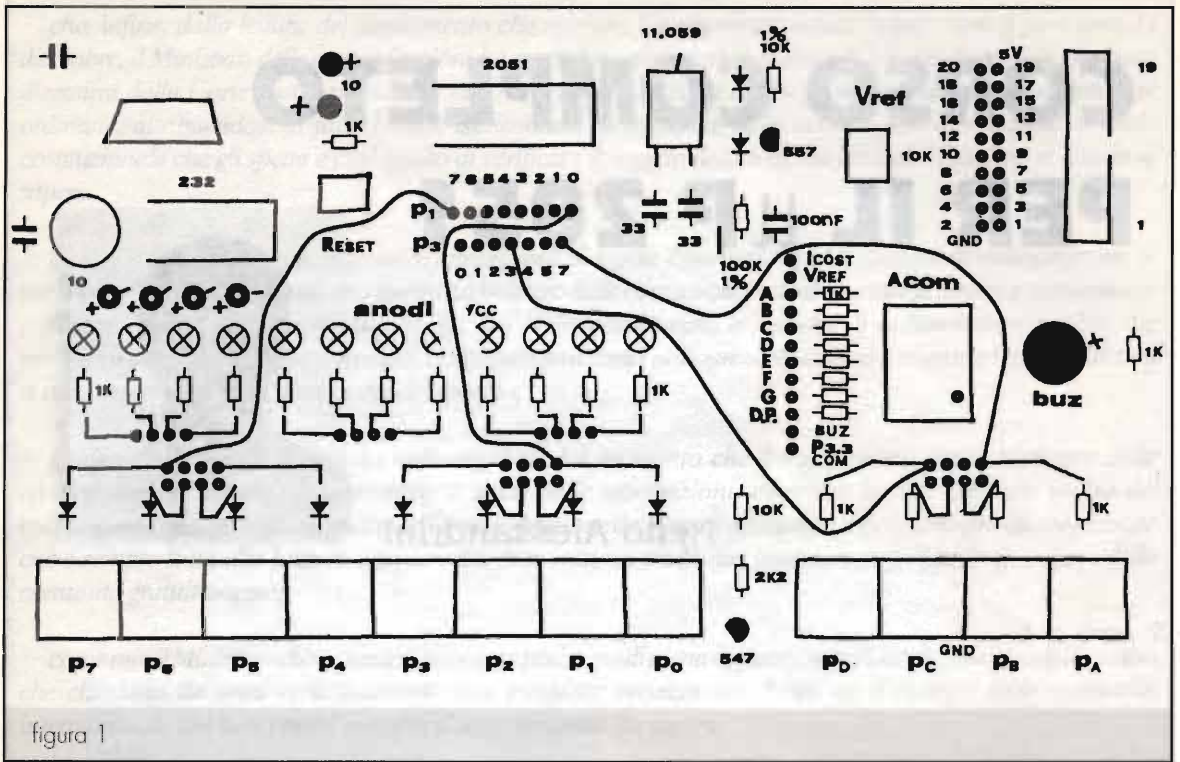 11.059
1%
10K
5V
20 19
18 17
16 15
14 13
12 11
10 9
8 7
6 5
4 3
2 1
GND
19
1
+
10
+
1K
2051
Vref
10K
557
232
RESET
7 6 5 4 3 2 1 0
P1
P3
0 1 2 3 4 5 7
33
33
100nF
100K
1%
10
+ + + +
anodi
VCC
1K
1K
ICOST
VREF
A
B
C
D
E
F
G
D.P.
BUZ
P3.3
COM
1K
Acom
+
buz
1K
10K
1K
1K
2K2
547
P7 P6 P5 P4 P3 P2 P1 P0
PD PC GND PB PA
figura 1